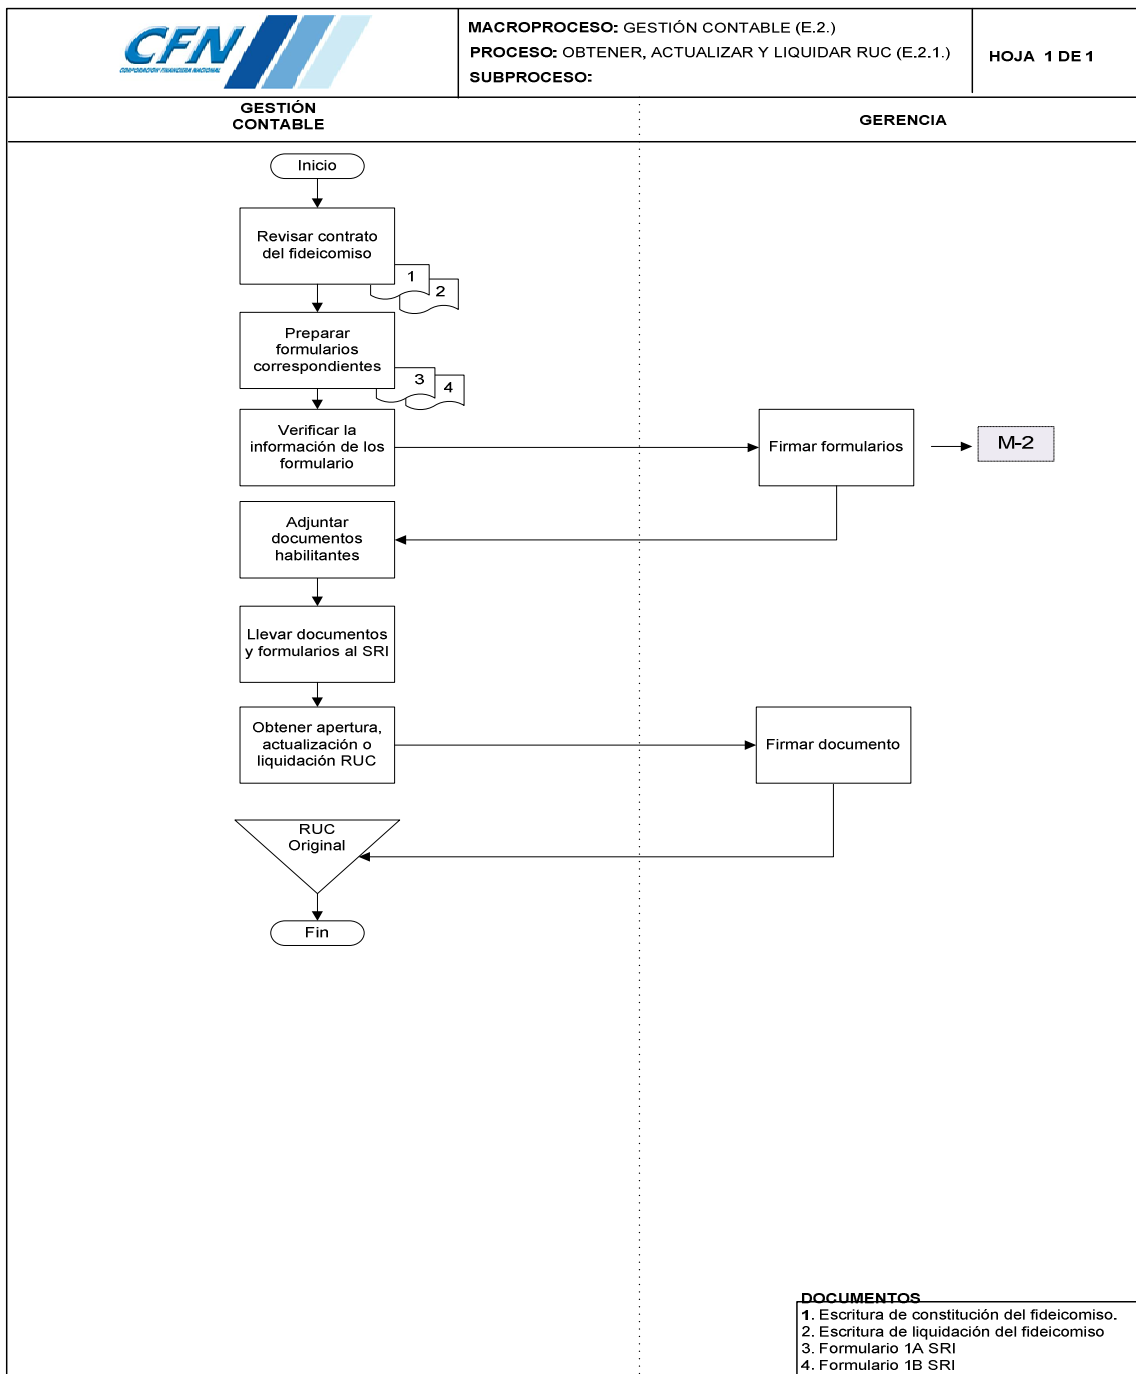 CFN
CORPORACIÓN FINANCIERA NACIONAL
MACROPROCESO: GESTIÓN CONTABLE (E.2.)
PROCESO: OBTENER, ACTUALIZAR Y LIQUIDAR RUC (E.2.1.)
SUBPROCESO:
HOJA 1 DE 1
GESTIÓN
CONTABLE
GERENCIA
Inicio
Revisar contrato
del fideicomiso
1
2
Preparar
formularios
correspondientes
3
4
Verificar la
información de los
formulario
Firmar formularios
M-2
Adjuntar
documentos
habilitantes
Llevar documentos
y formularios al SRI
Obtener apertura,
actualización o
liquidación RUC
Firmar documento
RUC
Original
Fin
DOCUMENTOS
1. Escritura de constitución del fideicomiso.
2. Escritura de liquidación del fideicomiso
3. Formulario 1A SRI
4. Formulario 1B SRI